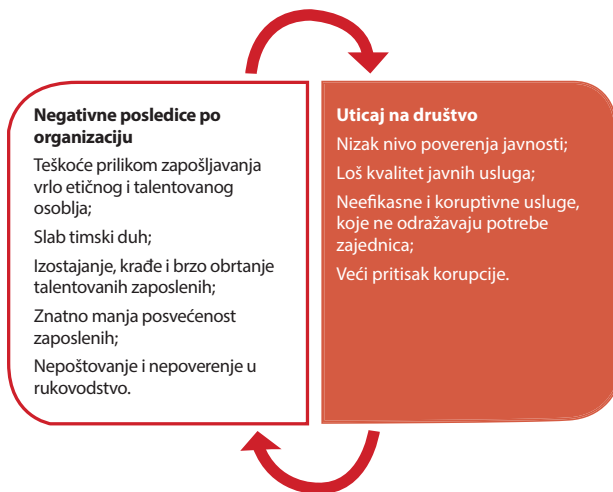 Negativne posledice po
organizaciju
Teškoće prilikom zapošljavanja
vrlo etičnog i talentovanog
osoblja;
Slab timski duh;
Izostajanje, krađe i brzo obrtanje
talentovanih zaposlenih;
Znatno manja posvećenost
zaposlenih;
Nepoštovanje i nepoverenje u
rukovodstvo.
Uticaj na društvo
Nizak nivo poverenja javnosti;
Loš kvalitet javnih usluga;
Neefikasne i koruptivne usluge,
koje ne odražavaju potrebe
zajednica;
Veći pritisak korupcije.